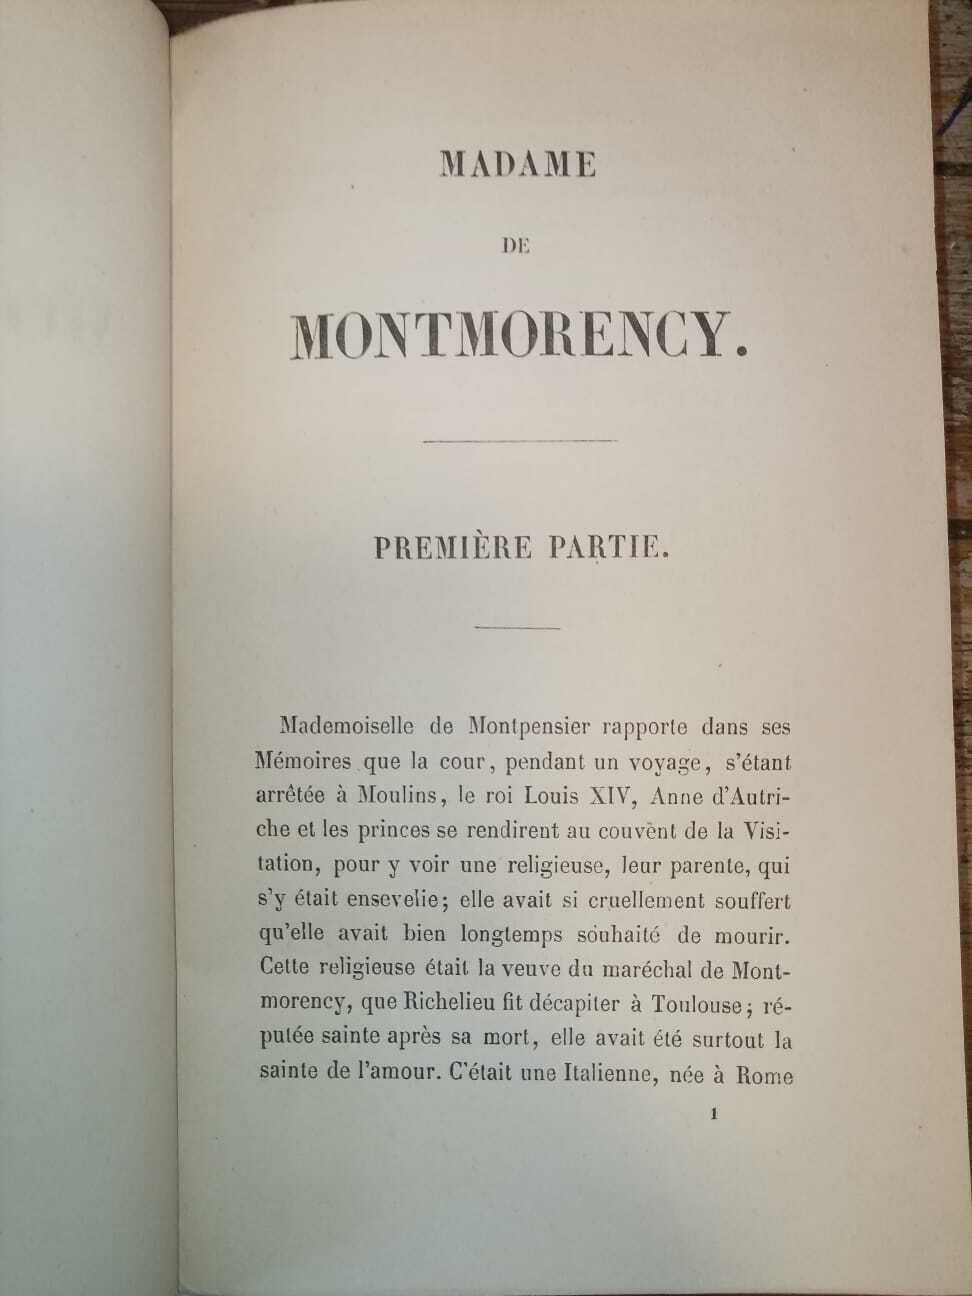 MADAME
DE
MONTMORENCY.
PREMIÈRE PARTIE.
Mademoiselle de Montpensier rapporte dans ses
Mémoires que la cour, pendant un voyage, s'étant
arrêtée à Moulins, le roi Louis XIV, Anne d'Autri-
che et les princes se rendirent au couvent de la Visi-
tation, pour y voir une religieuse, leur parente, qui
s'y était ensevelie; elle avait si cruellement souffert
qu'elle avait bien longtemps souhaité de mourir.
Cette religieuse était la veuve du maréchal de Mont-
morency, que Richelieu fit décapiter à Toulouse; ré-
putée sainte après sa mort, elle avait été surtout la
sainte de l'amour. C'était une Italienne, née à Rome
1